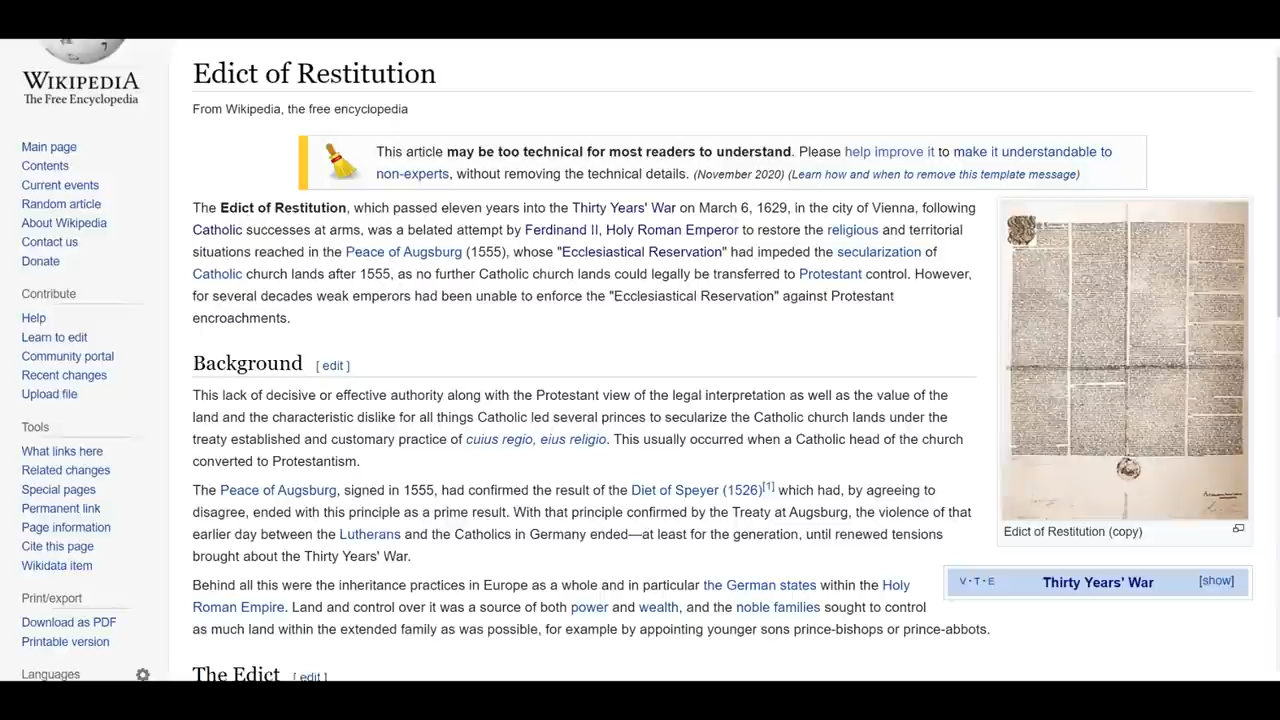 WIKIPEDIA
The Free Encyclopedia
Main page
Contents
Current events
Random article
About Wikipedia
Contact us
Donate
Contribute
Help
Learn to edit
Community portal
Recent changes
Upload file
Tools
What links here
Related changes
Special pages
Permanent link
Page information
Cite this page
Wikidata item
Print/export
Download as PDF
Printable version
Languages
Edict of Restitution
From Wikipedia, the free encyclopedia
This article may be too technical for most readers to understand. Please help improve it to make it understandable to
non-experts, without removing the technical details. (November 2020) (Learn how and when to remove this template message)
The Edict of Restitution, which passed eleven years into the Thirty Years' War on March 6, 1629, in the city of Vienna, following
Catholic successes at arms, was a belated attempt by Ferdinand II, Holy Roman Emperor to restore the religious and territorial
situations reached in the Peace of Augsburg (1555), whose "Ecclesiastical Reservation" had impeded the secularization of
Catholic church lands after 1555, as no further Catholic church lands could legally be transferred to Protestant control. However,
for several decades weak emperors had been unable to enforce the "Ecclesiastical Reservation" against Protestant
encroachments.
Background [ edit ]
This lack of decisive or effective authority along with the Protestant view of the legal interpretation as well as the value of the
land and the characteristic dislike for all things Catholic led several princes to secularize the Catholic church lands under the
treaty established and customary practice of cuius regio, eius religio. This usually occurred when a Catholic head of the church
converted to Protestantism.
The Peace of Augsburg, signed in 1555, had confirmed the result of the Diet of Speyer (1526)[1] which had, by agreeing to
disagree, ended with this principle as a prime result. With that principle confirmed by the Treaty at Augsburg, the violence of that
earlier day between the Lutherans and the Catholics in Germany ended—at least for the generation, until renewed tensions
brought about the Thirty Years' War.
Behind all this were the inheritance practices in Europe as a whole and in particular the German states within the Holy
Roman Empire. Land and control over it was a source of both power and wealth, and the noble families sought to control
as much land within the extended family as was possible, for example by appointing younger sons prince-bishops or prince-abbots.
The Edict [ edit ]
Edict of Restitution (copy)
V·T·E Thirty Years' War [show]